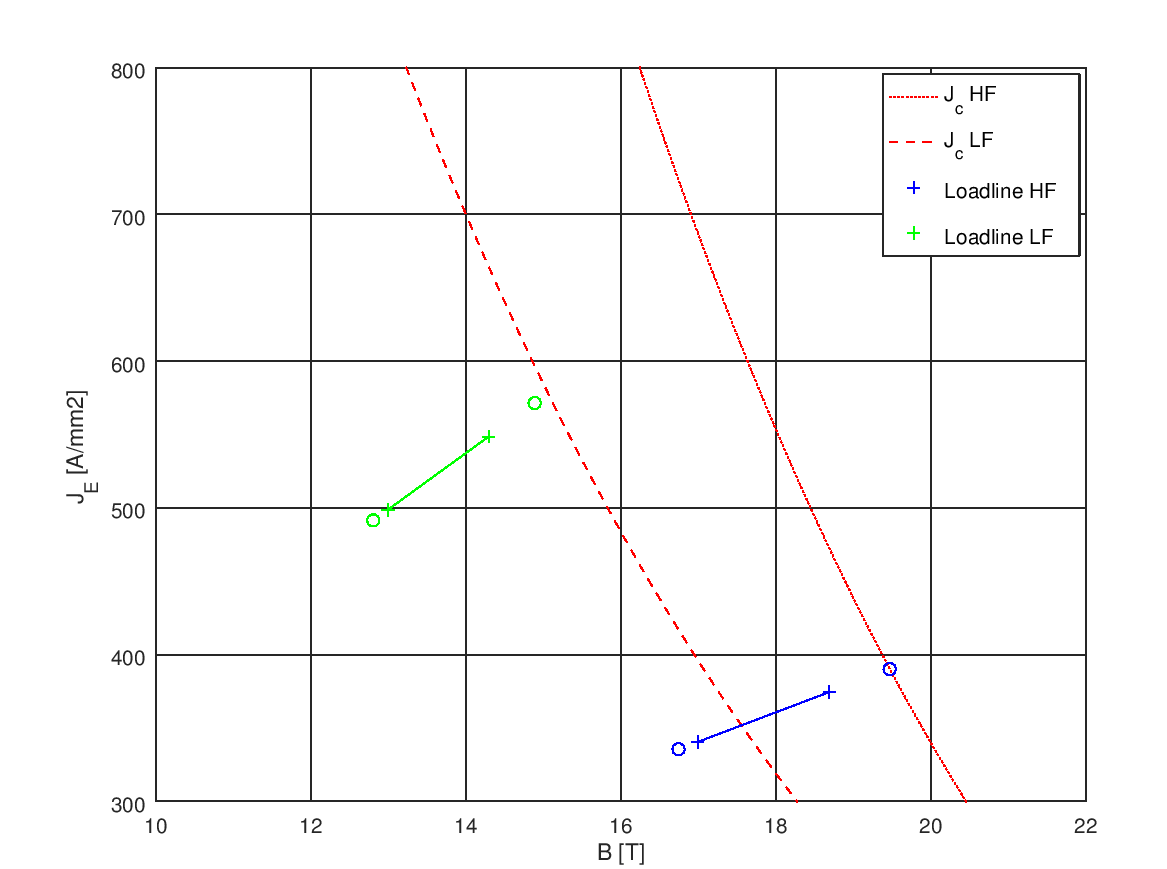 800
700
600
500
400
300
10 12 14 16 18 20 22
J_E [A/mm2]
B [T]
J_c HF
J_c LF
Loadline HF
Loadline LF